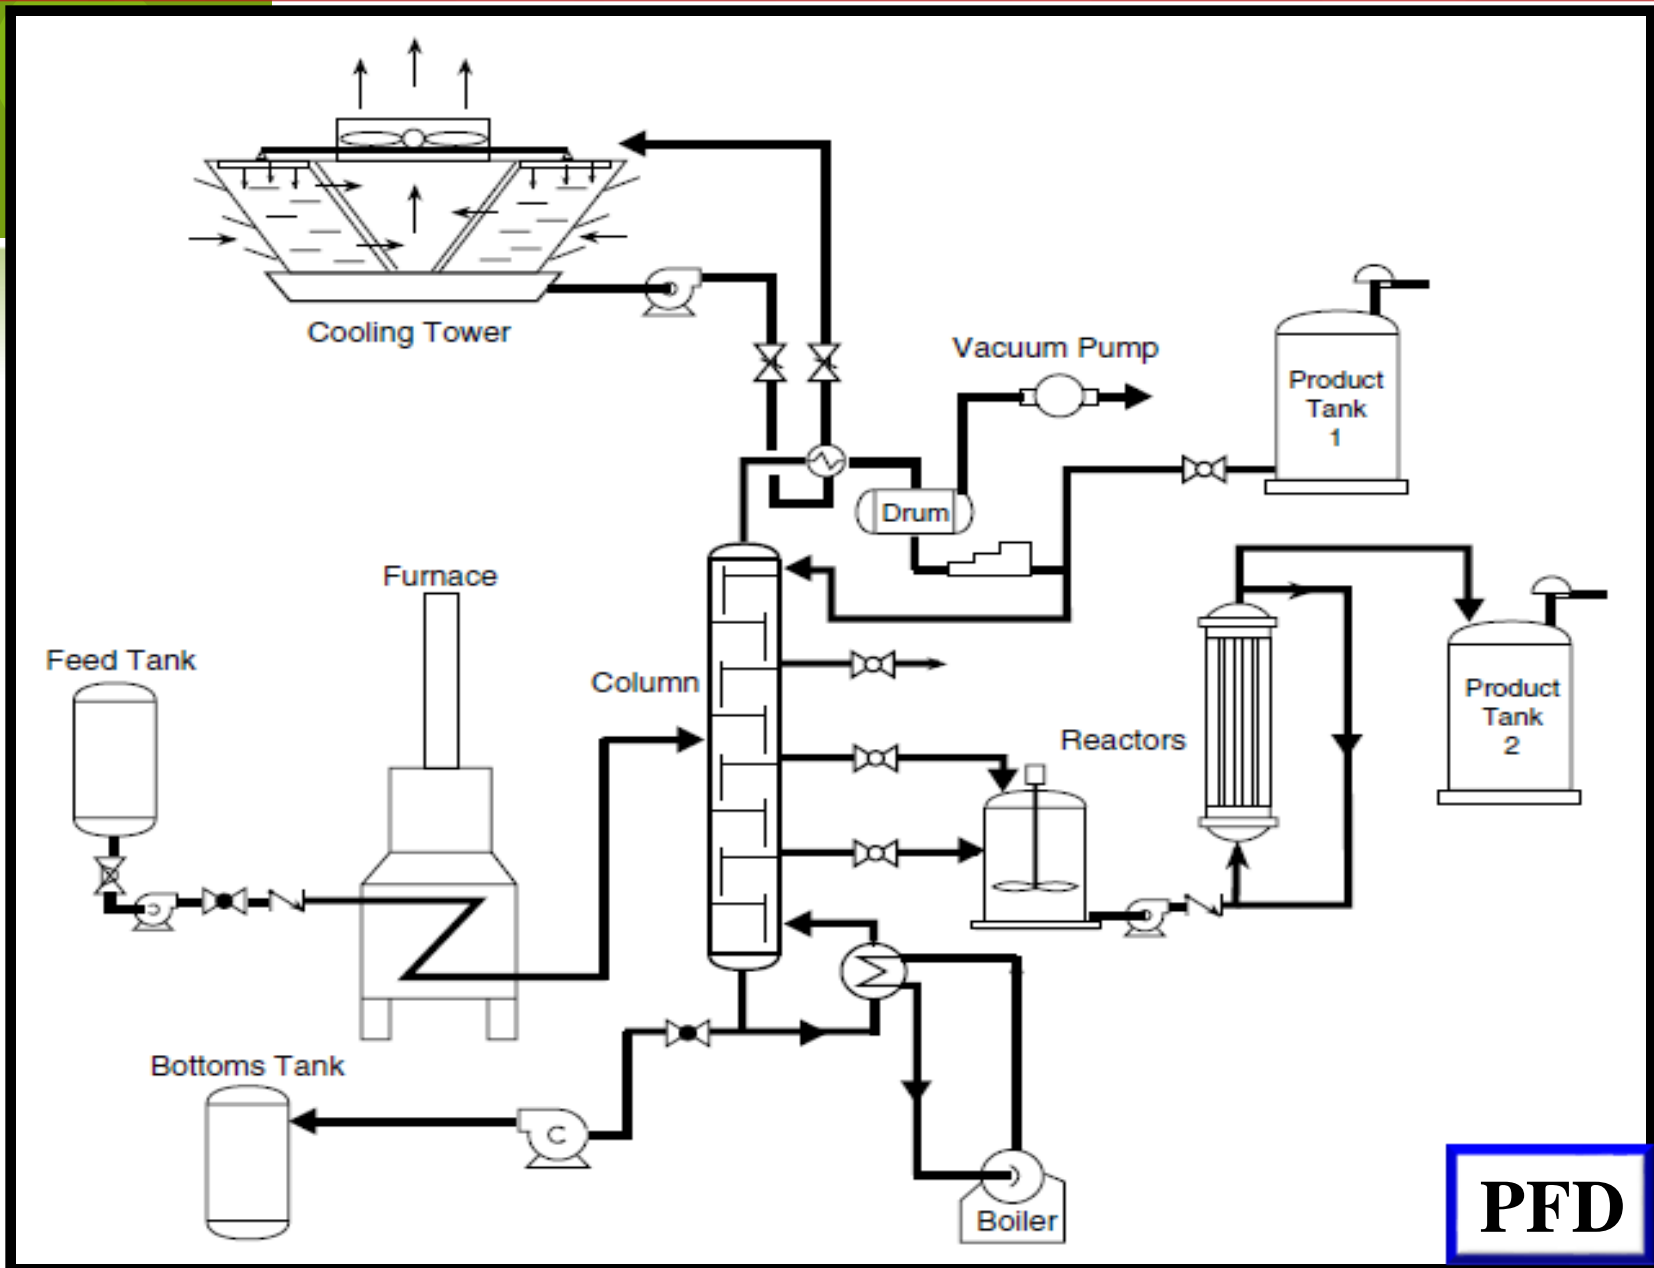 Cooling Tower
Vacuum Pump
Product
Tank
1
Drum
Furnace
Feed Tank
Column
Product
Tank
2
Reactors
Bottoms Tank
Boiler
PFD